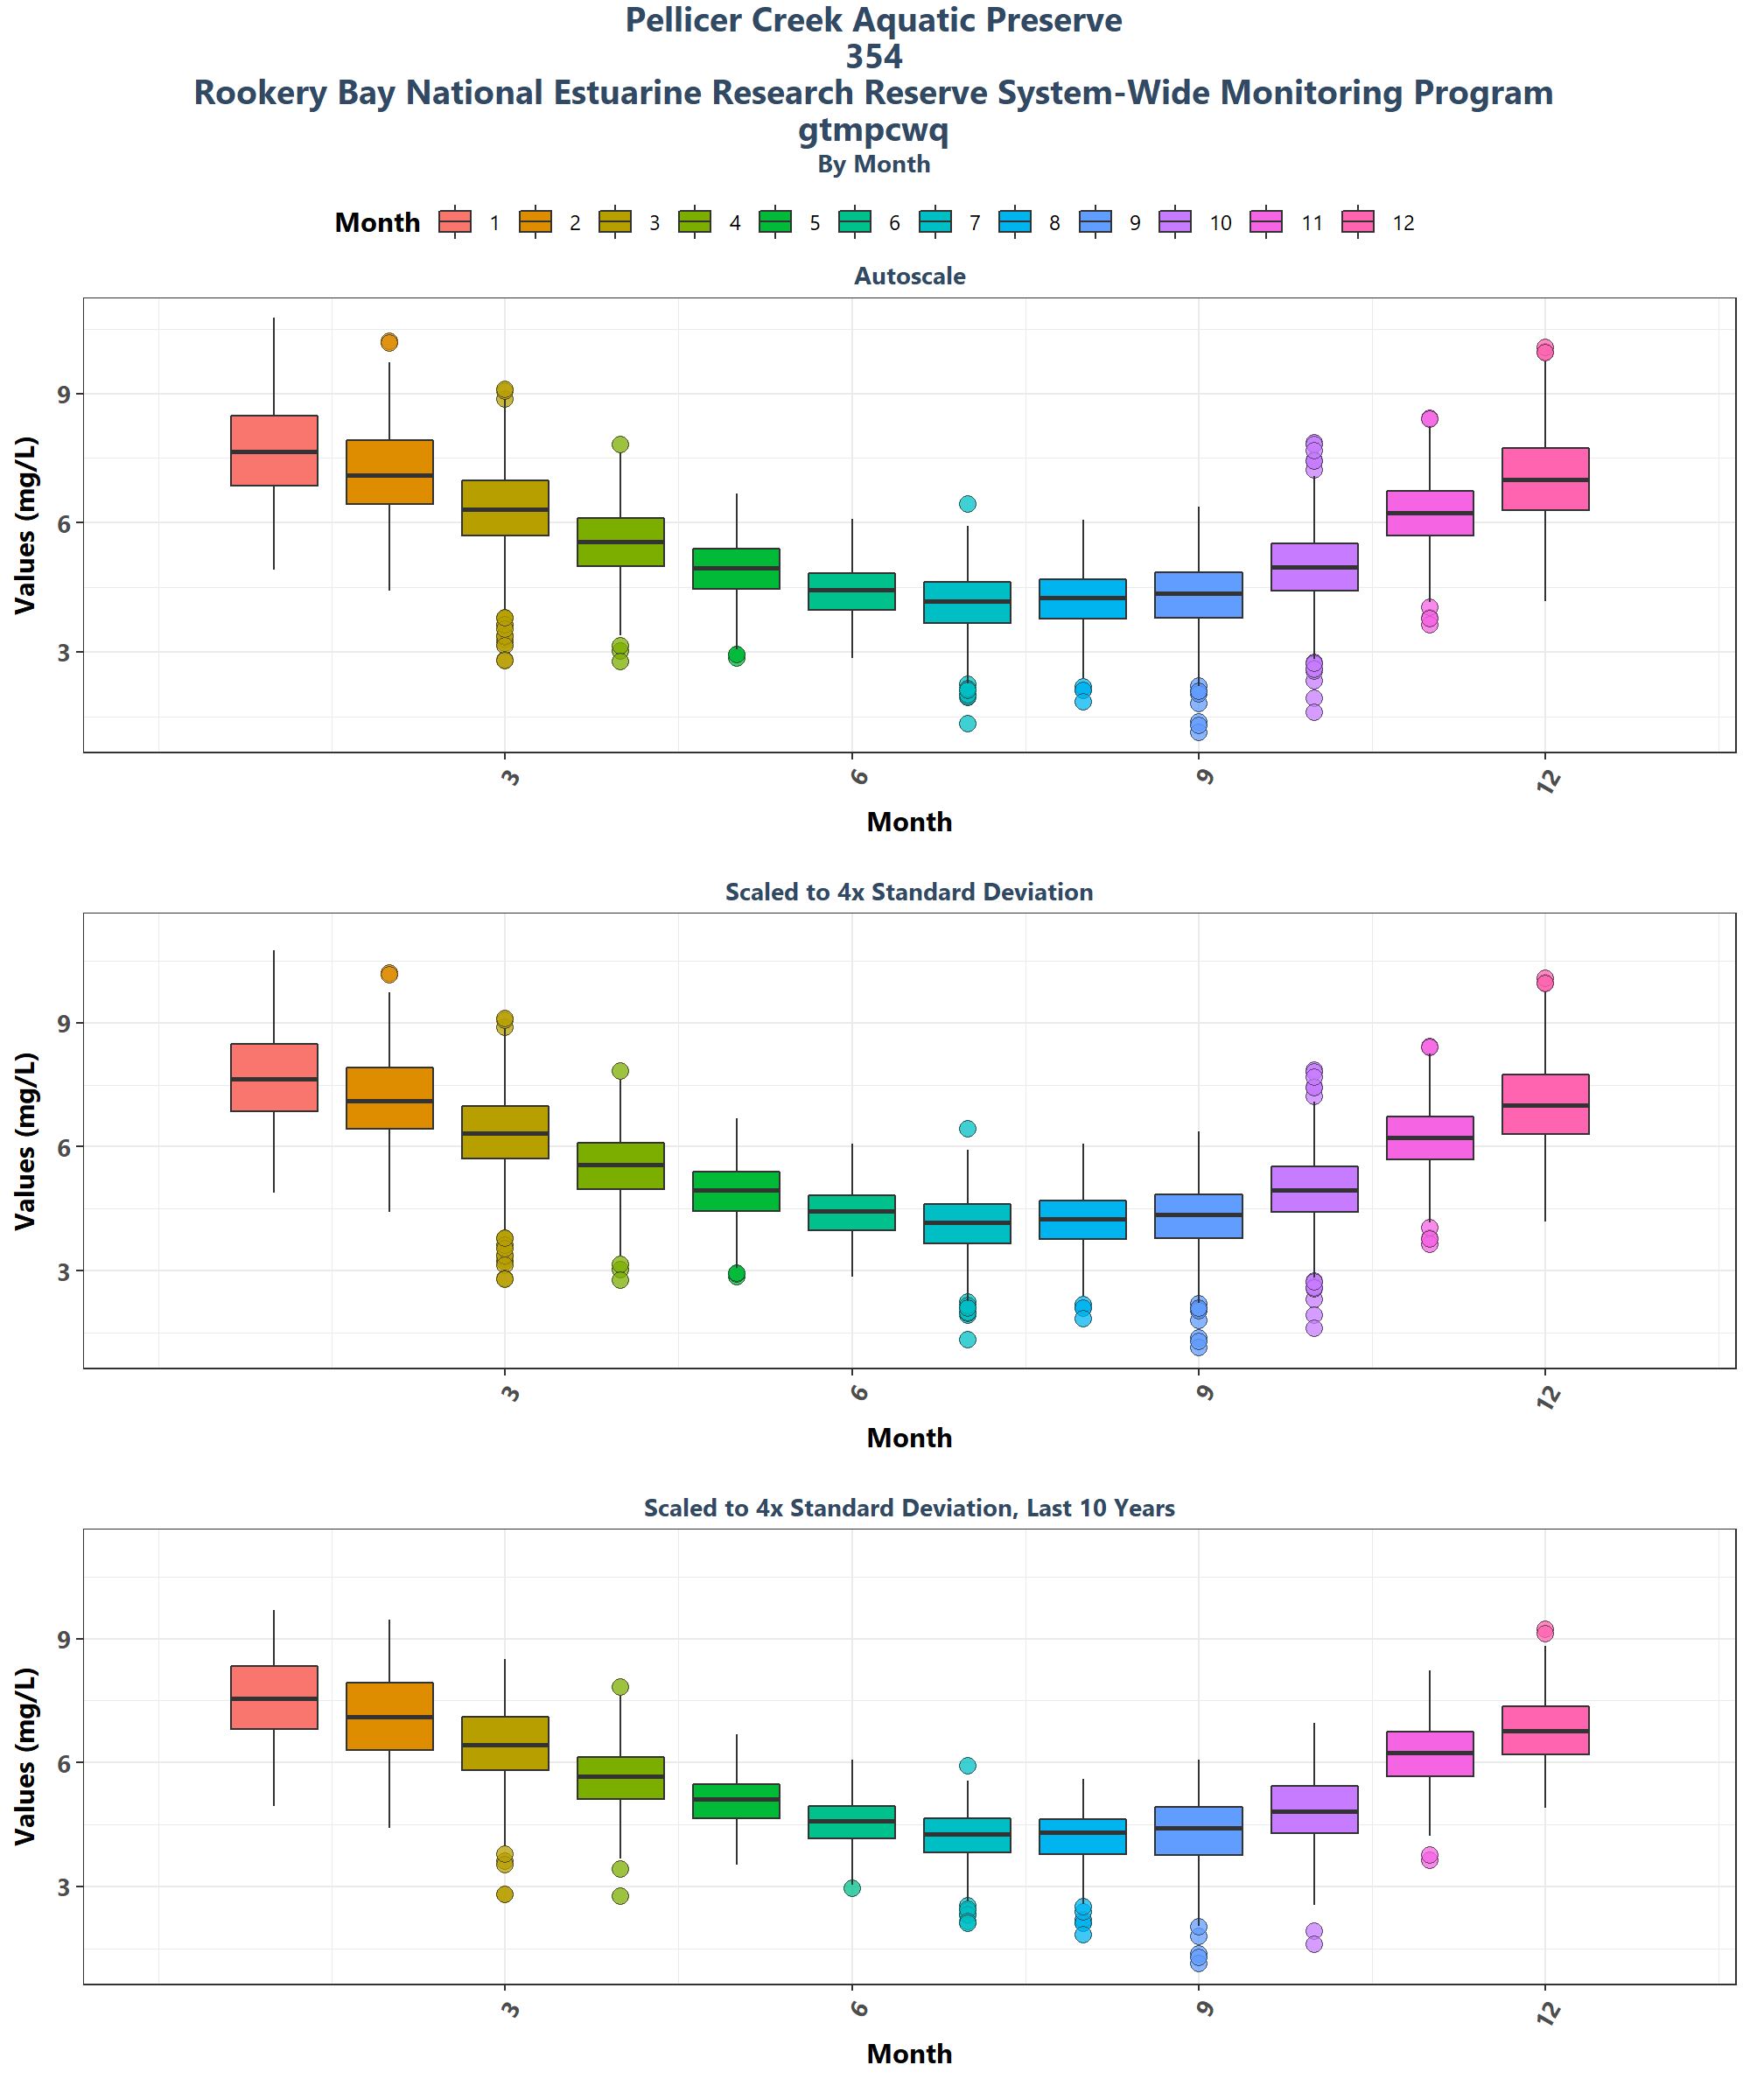 Pellicer Creek Aquatic Preserve
354
Rookery Bay National Estuarine Research Reserve System-Wide Monitoring Program
gtmpcwq
By Month
Month 1 2 3 4 5 6 7 8 9 10 11 12
Autoscale
Values (mg/L)
9
6
3
3 6 9 12
Month
Scaled to 4x Standard Deviation
Values (mg/L)
9
6
3
3 6 9 12
Month
Scaled to 4x Standard Deviation, Last 10 Years
Values (mg/L)
9
6
3
3 6 9 12
Month